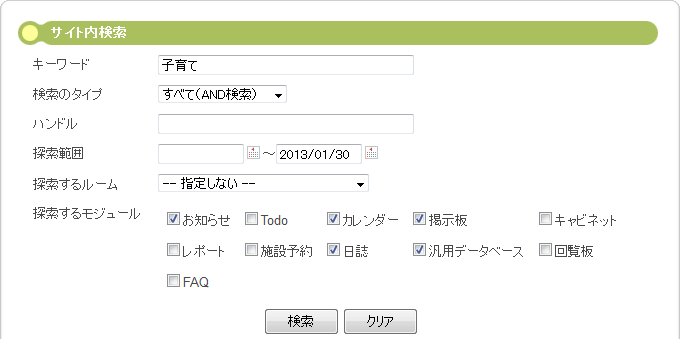 サイト内検索
キーワード 子育て
検索のタイプ すべて(AND検索)
ハンドル
探索範囲 ～ 2013/01/30
探索するルーム -- 指定しない --
探索するモジュール お知らせ Todo カレンダー 掲示板 キャビネット
レポート 施設予約 日誌 汎用データベース 回覧板
FAQ
検索 クリア